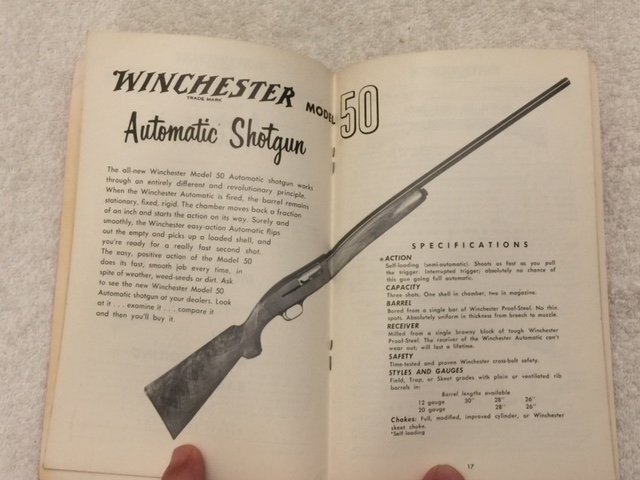 WINCHESTER
TRADE MARK
MODEL 50
Automatic Shotgun
The all-new Winchester Model 50 Automatic shotgun works
through an entirely different and revolutionary principle.
When the Winchester Automatic is fired, the barrel remains
stationary, fixed, rigid. The chamber moves back a fraction
of an inch and starts the action on its way. Surely and
smoothly, the Winchester easy-action Automatic flips
out the empty and picks up a loaded shell, and
you're ready for a really fast second shot.
The easy, positive action of the Model 50
does its fast, smooth job every time, in
spite of weather, weed-seeds or dirt. Ask
to see the new Winchester Model 50
Automatic shotgun at your dealers. Look
at it . . . examine it . . . compare it
and then you'll buy it.
SPECIFICATIONS
*ACTION
Self-loading (semi-automatic). Shoots as fast as you pull
the trigger. Interrupted trigger; absolutely no chance of
this gun going full automatic.
CAPACITY
Three shots. One shell in chamber, two in magazine.
BARREL
Bored from a single bar of Winchester Proof-Steel. No thin
spots. Absolutely uniform in thickness from breech to muzzle.
RECEIVER
Milled from a single brawny block of tough Winchester
Proof-Steel. The receiver of the Winchester Automatic can't
wear out; will last a lifetime.
SAFETY
Time-tested and proven Winchester cross-bolt safety.
STYLES AND GAUGES
Field, Trap, or Skeet grades with plain or ventilated rib
barrels in:
Barrel lengths available
12 gauge 30" 28" 26"
20 gauge 28" 26"
Chokes: Full, modified, improved cylinder, or Winchester
skeet choke.
*Self loading
17